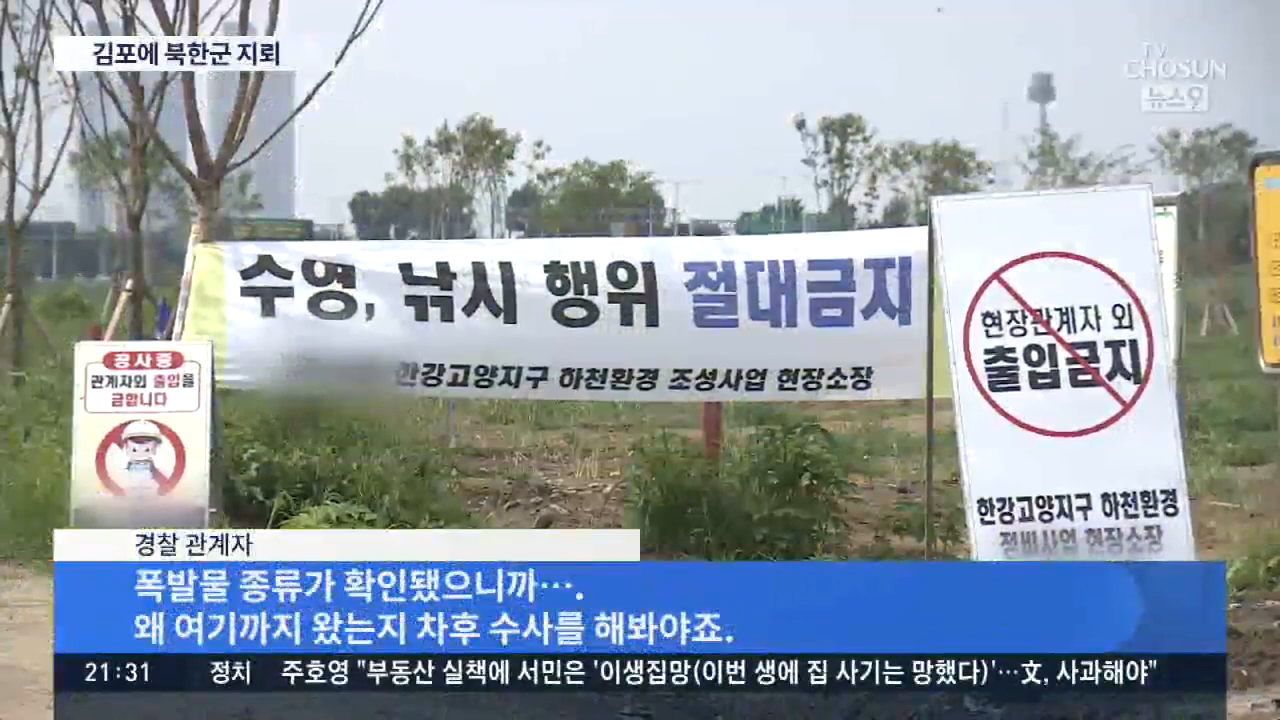 김포에 북한군 지뢰
TV
CHOSUN
뉴스9
수영, 낚시 행위 절대금지
한강고양지구 하천환경 조성사업 현장소장
공사중
관계자외 출입을
금합니다
현장관계자 외
출입금지
한강고양지구 하천환경
정비사업 현장소장
경찰 관계자
폭발물 종류가 확인됐으니까….
왜 여기까지 왔는지 차후 수사를 해봐야죠.
21:31 정치 주호영 "부동산 실책에 서민은 '이생집망(이번 생에 집 사기는 망했다)'…文, 사과해야"